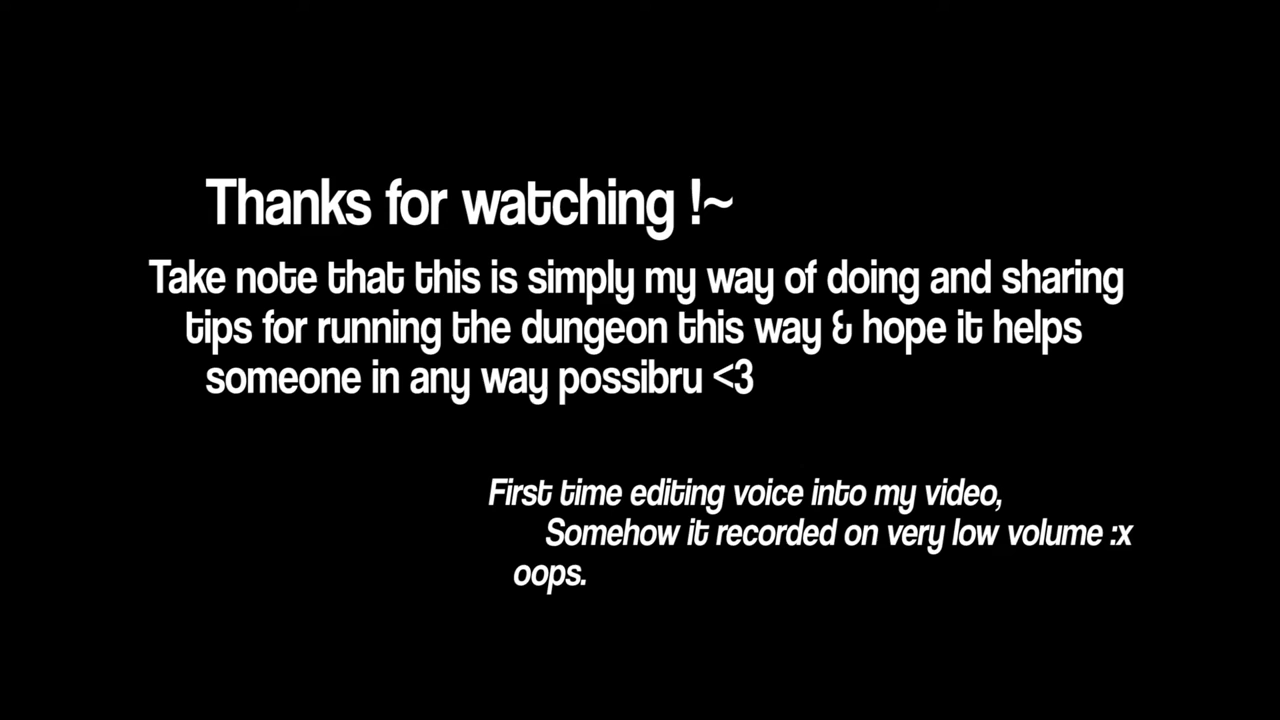 Thanks for watching !~
Take note that this is simply my way of doing and sharing
tips for running the dungeon this way & hope it helps
someone in any way possibru <3
First time editing voice into my video,
Somehow it recorded on very low volume :x
oops.